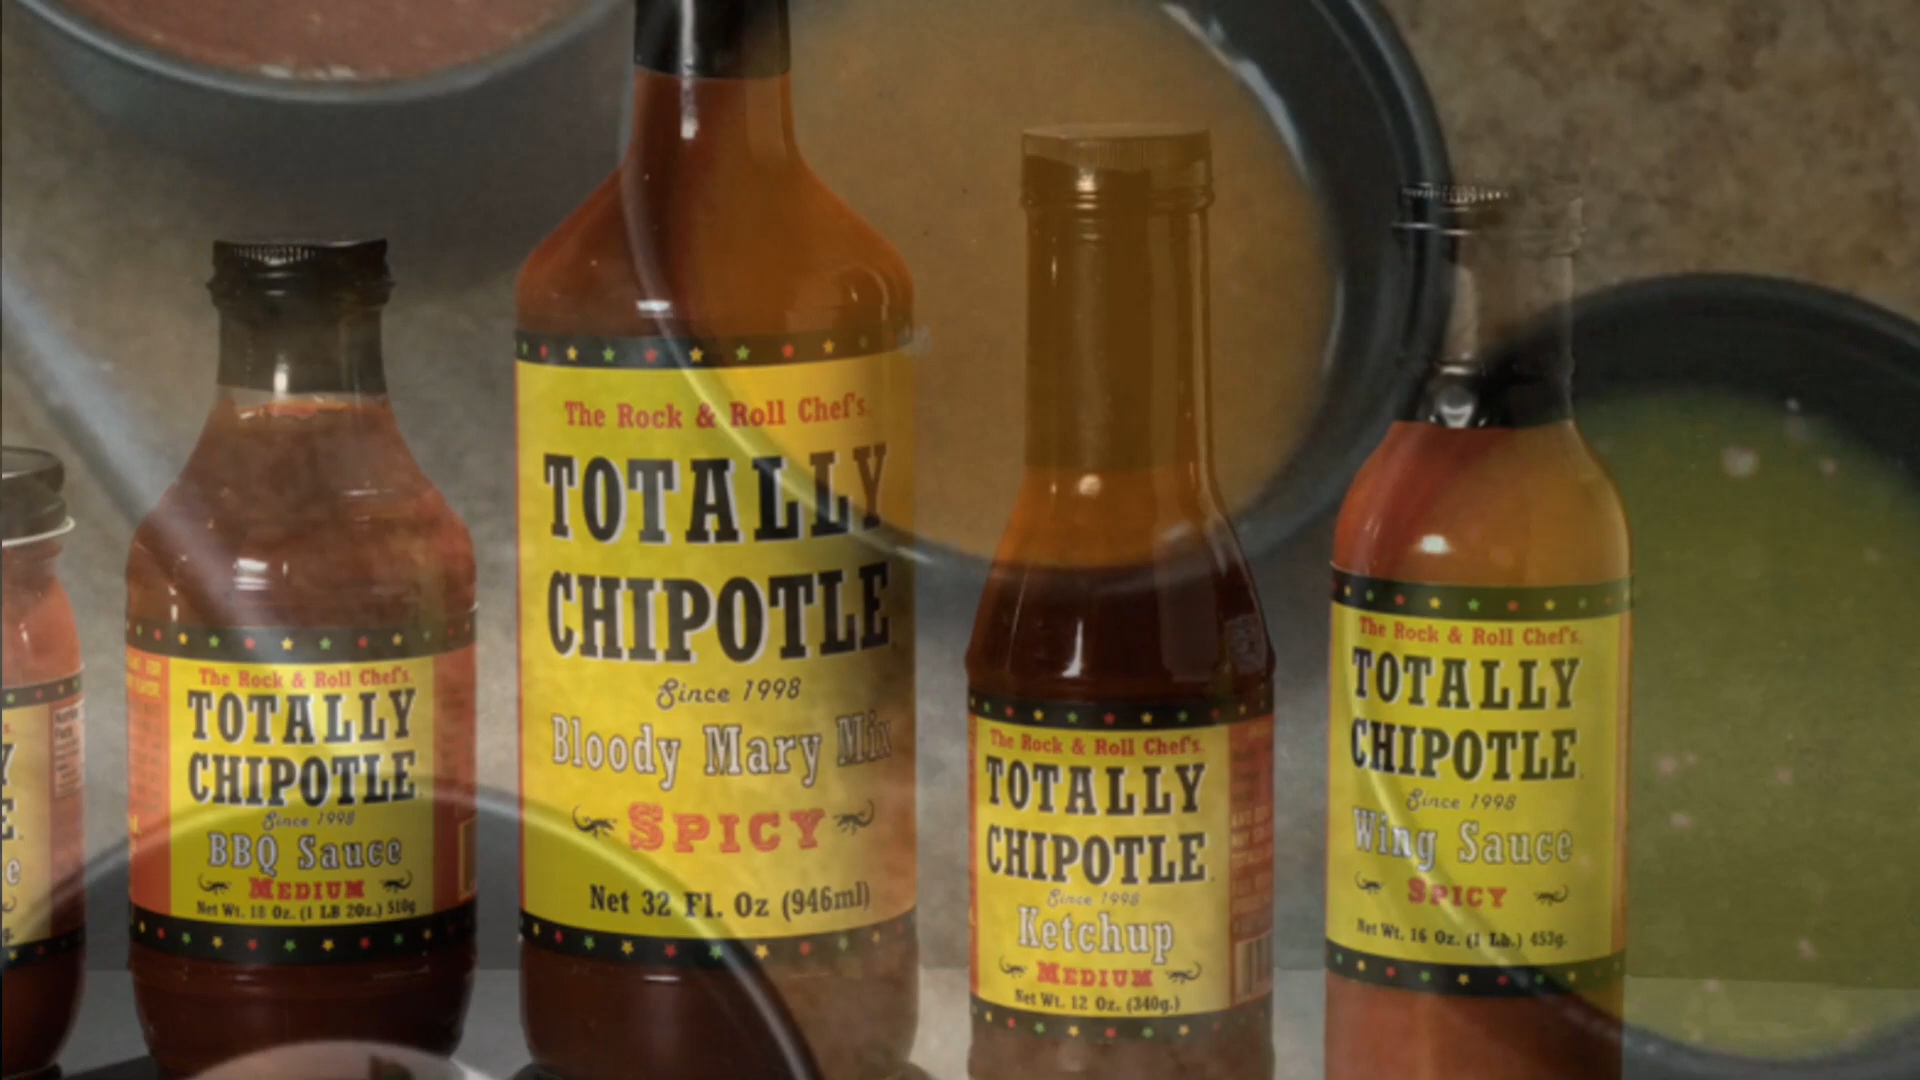 The Rock & Roll Chef's.
TOTALLY
CHIPOTLE
Since 1998
BBQ Sauce
MEDIUM
Net Wt. 18 Oz. (1 LB 2Oz.) 510g
The Rock & Roll Chef's.
TOTALLY
CHIPOTLE
Since 1998
Bloody Mary Mix
SPICY
Net 32 Fl. Oz (946ml)
The Rock & Roll Chef's.
TOTALLY
CHIPOTLE.
Since 1998
Ketchup
MEDIUM
Net Wt. 12 Oz. (340g.)
The Rock & Roll Chef's.
TOTALLY
CHIPOTLE.
Since 1998
Wing Sauce
SPICY
Net Wt. 16 Oz. (1 Lb.) 453g.